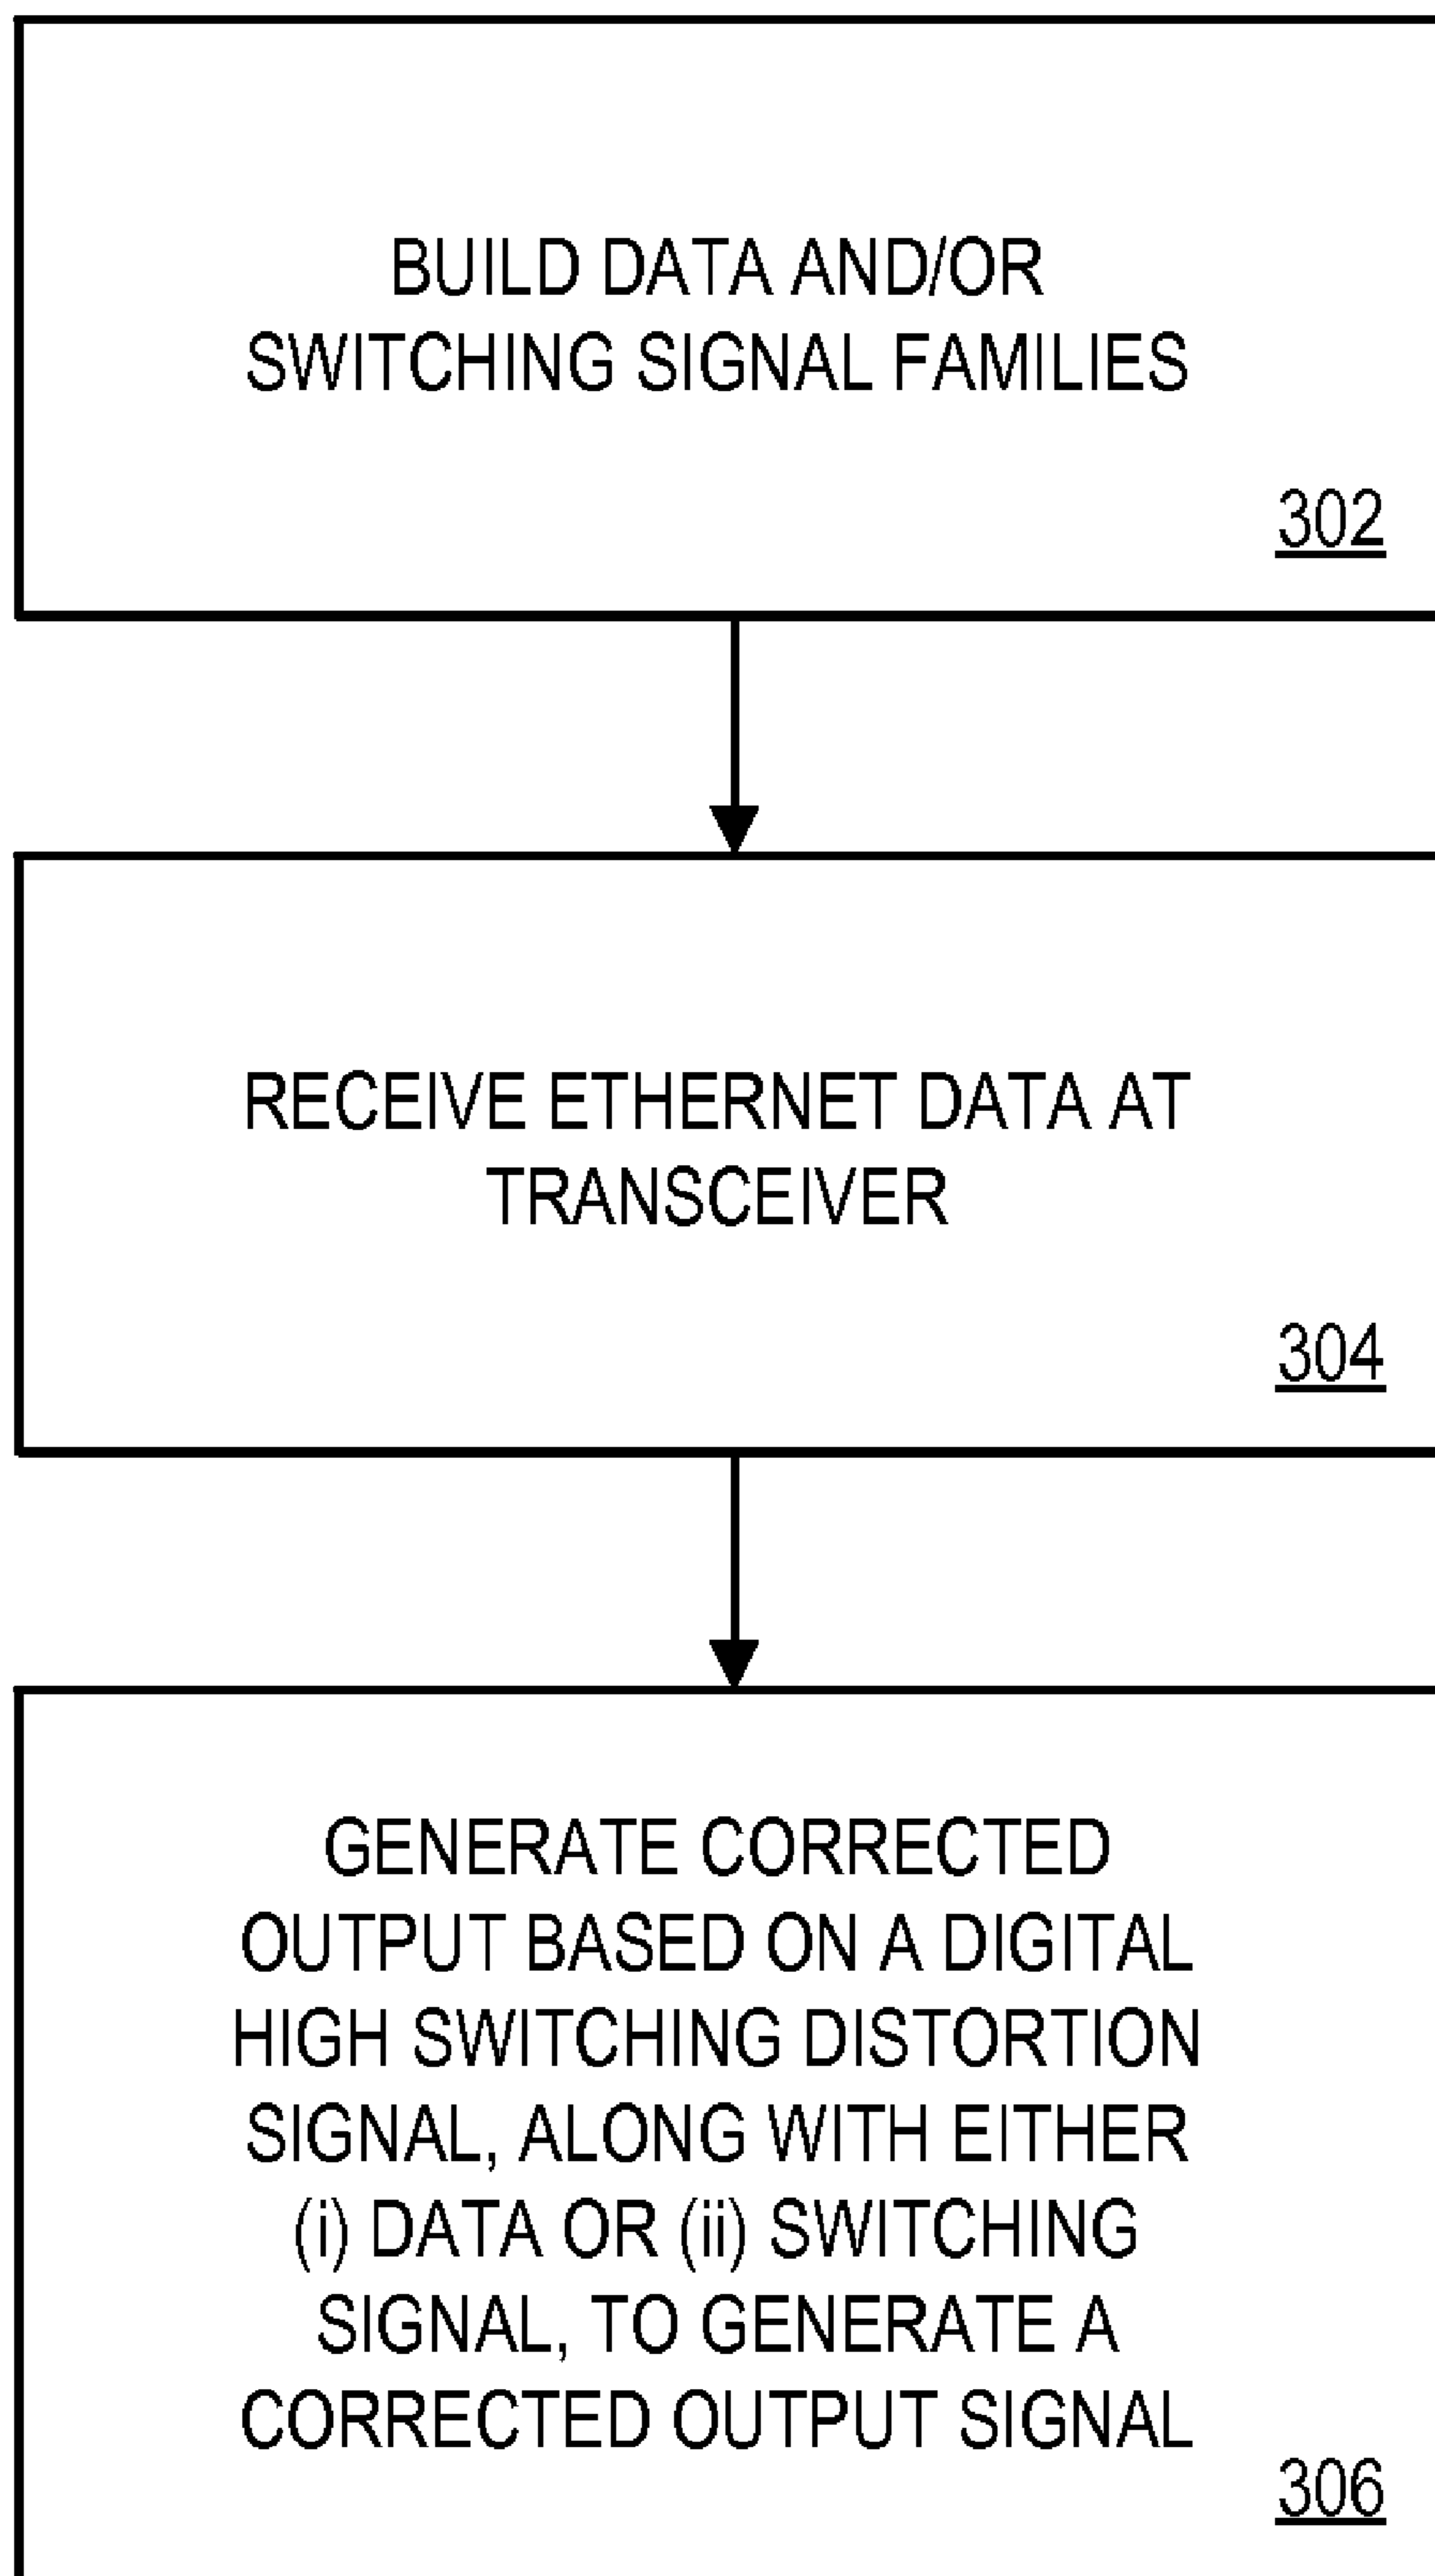 BUILD DATA AND/OR
SWITCHING SIGNAL FAMILIES
302
RECEIVE ETHERNET DATA AT
TRANSCEIVER
304
GENERATE CORRECTED
OUTPUT BASED ON A DIGITAL
HIGH SWITCHING DISTORTION
SIGNAL, ALONG WITH EITHER
(i) DATA OR (ii) SWITCHING
SIGNAL, TO GENERATE A
CORRECTED OUTPUT SIGNAL
306